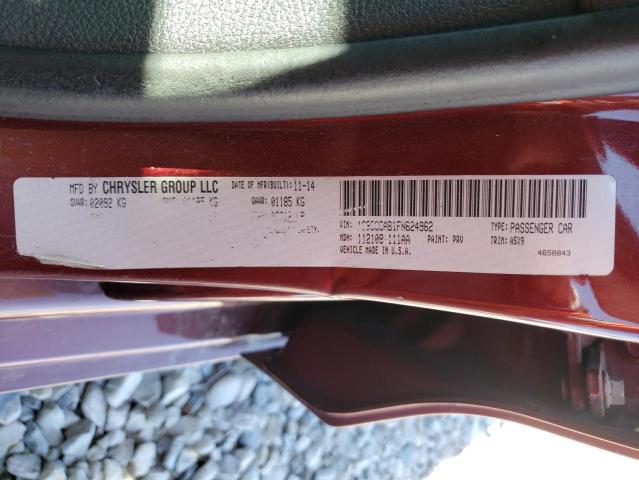 MFD BY CHRYSLER GROUP LLC DATE OF MFR(BUILT): 11-14
GVWR: 02092 KG GAWR: 01185 KG
VIN: TYPE: PASSENGER CAR
MDH: 112108 111AA PAINT: PRV TRIM: A5X9
VEHICLE MADE IN U.S.A. 4658843